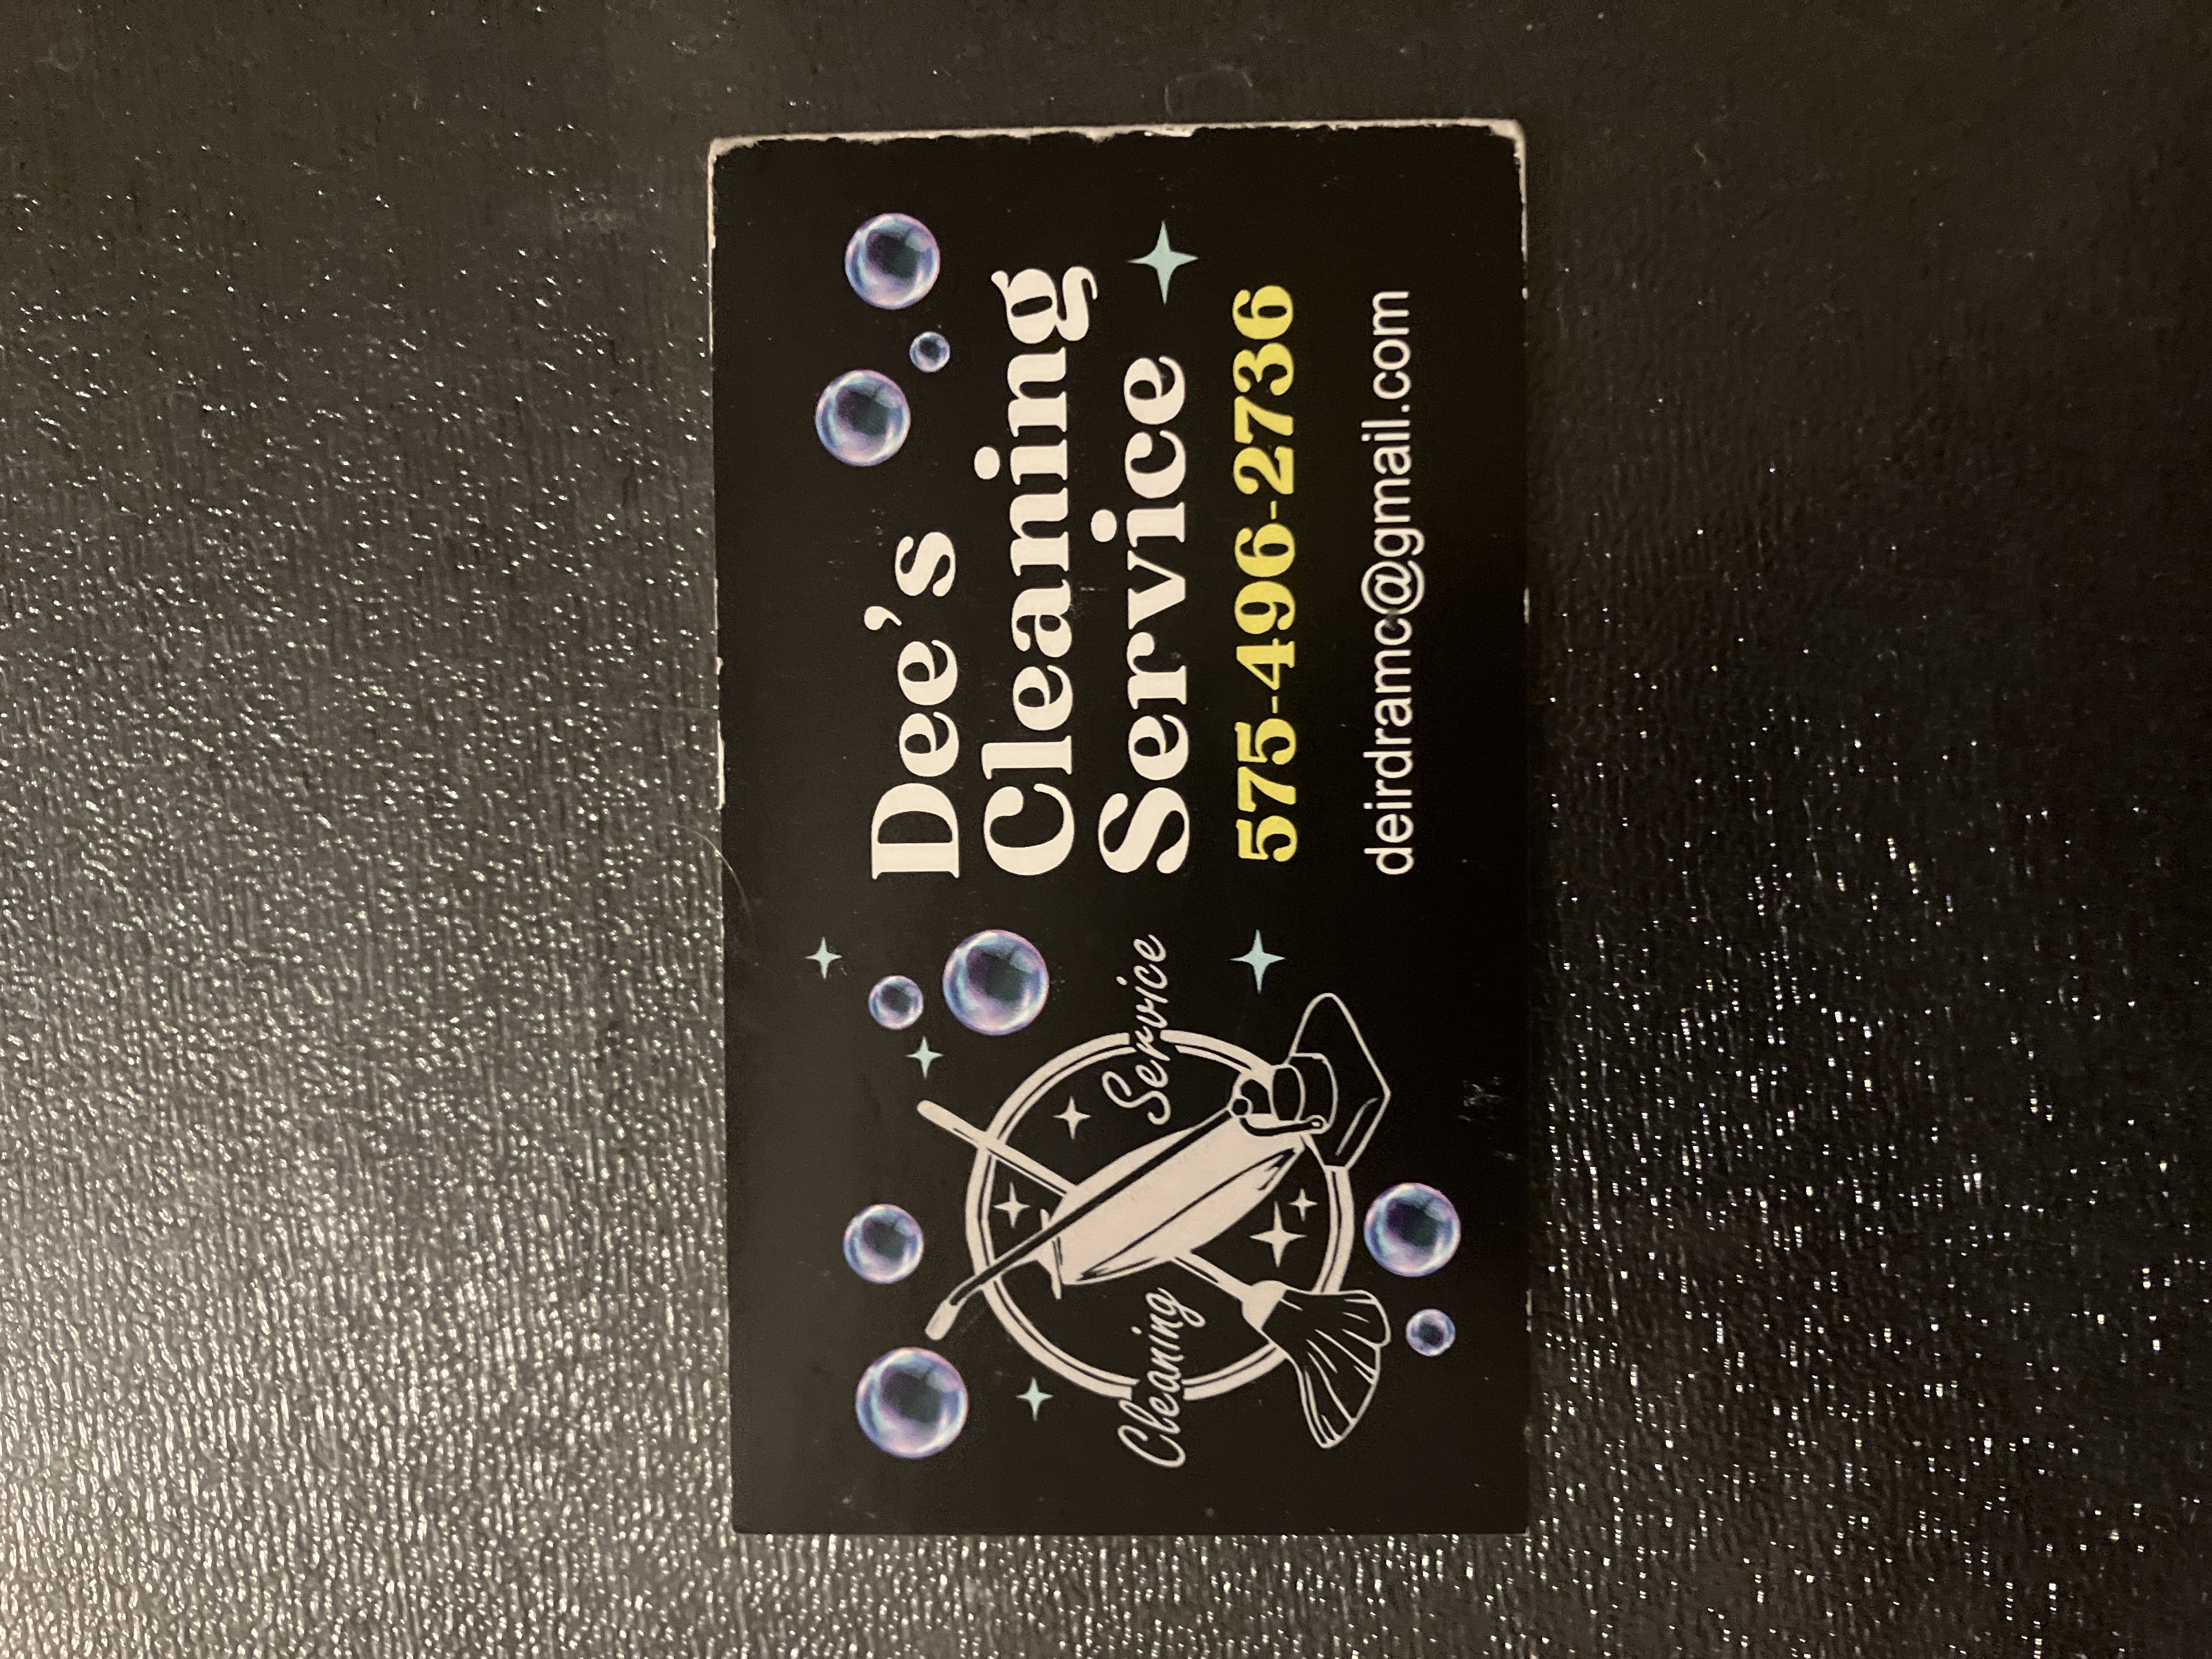 Dee's
Cleaning
Service
575-496-2736
deirdramc@gmail.com
Cleaning Service